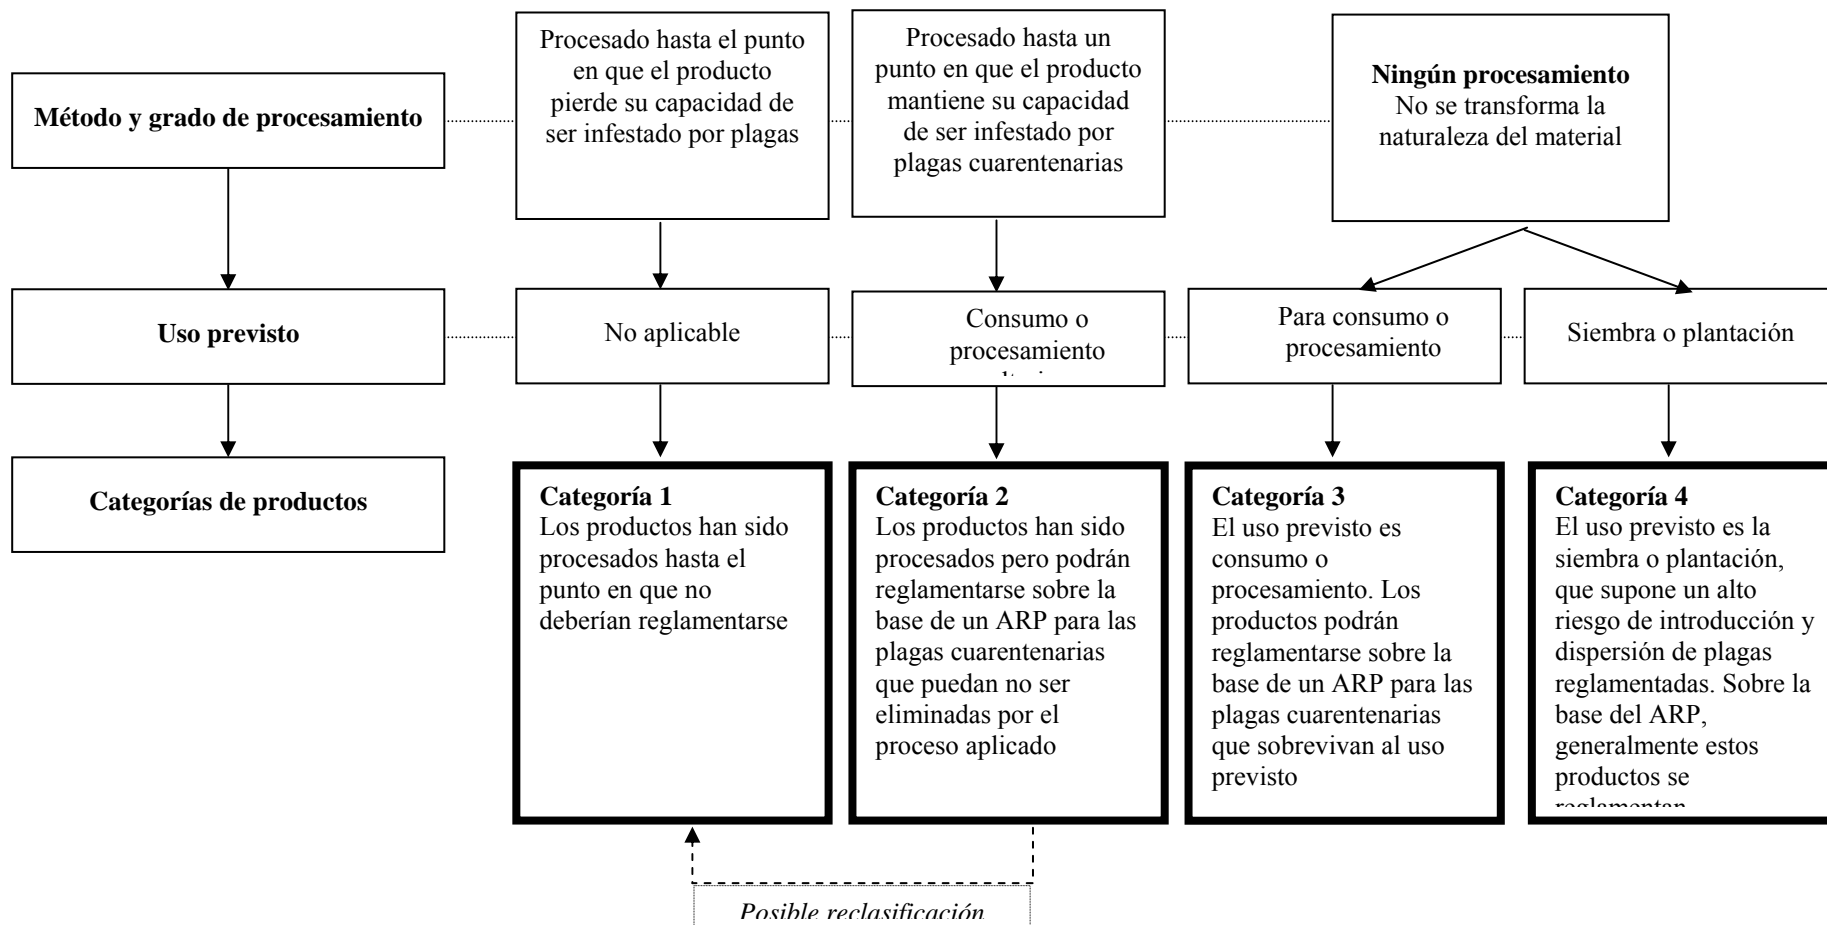 Método y grado de procesamiento
Procesado hasta el punto
en que el producto
pierde su capacidad de
ser infestado por plagas
Procesado hasta un
punto en que el producto
mantiene su capacidad
de ser infestado por
plagas cuarentenarias
Ningún procesamiento
No se transforma la
naturaleza del material
Uso previsto
No aplicable
Consumo o
procesamiento
Para consumo o
procesamiento
Siembra o plantación
Categorías de productos
Categoría 1
Los productos han sido
procesados hasta el
punto en que no
deberían reglamentarse
Categoría 2
Los productos han sido
procesados pero podrán
reglamentarse sobre la
base de un ARP para las
plagas cuarentenarias
que puedan no ser
eliminadas por el
proceso aplicado
Categoría 3
El uso previsto es
consumo o
procesamiento. Los
productos podrán
reglamentarse sobre la
base de un ARP para las
plagas cuarentenarias
que sobrevivan al uso
previsto
Categoría 4
El uso previsto es la
siembra o plantación,
que supone un alto
riesgo de introducción y
dispersión de plagas
reglamentadas. Sobre la
base del ARP,
generalmente estos
productos se
reglamentan
Posible reclasificación